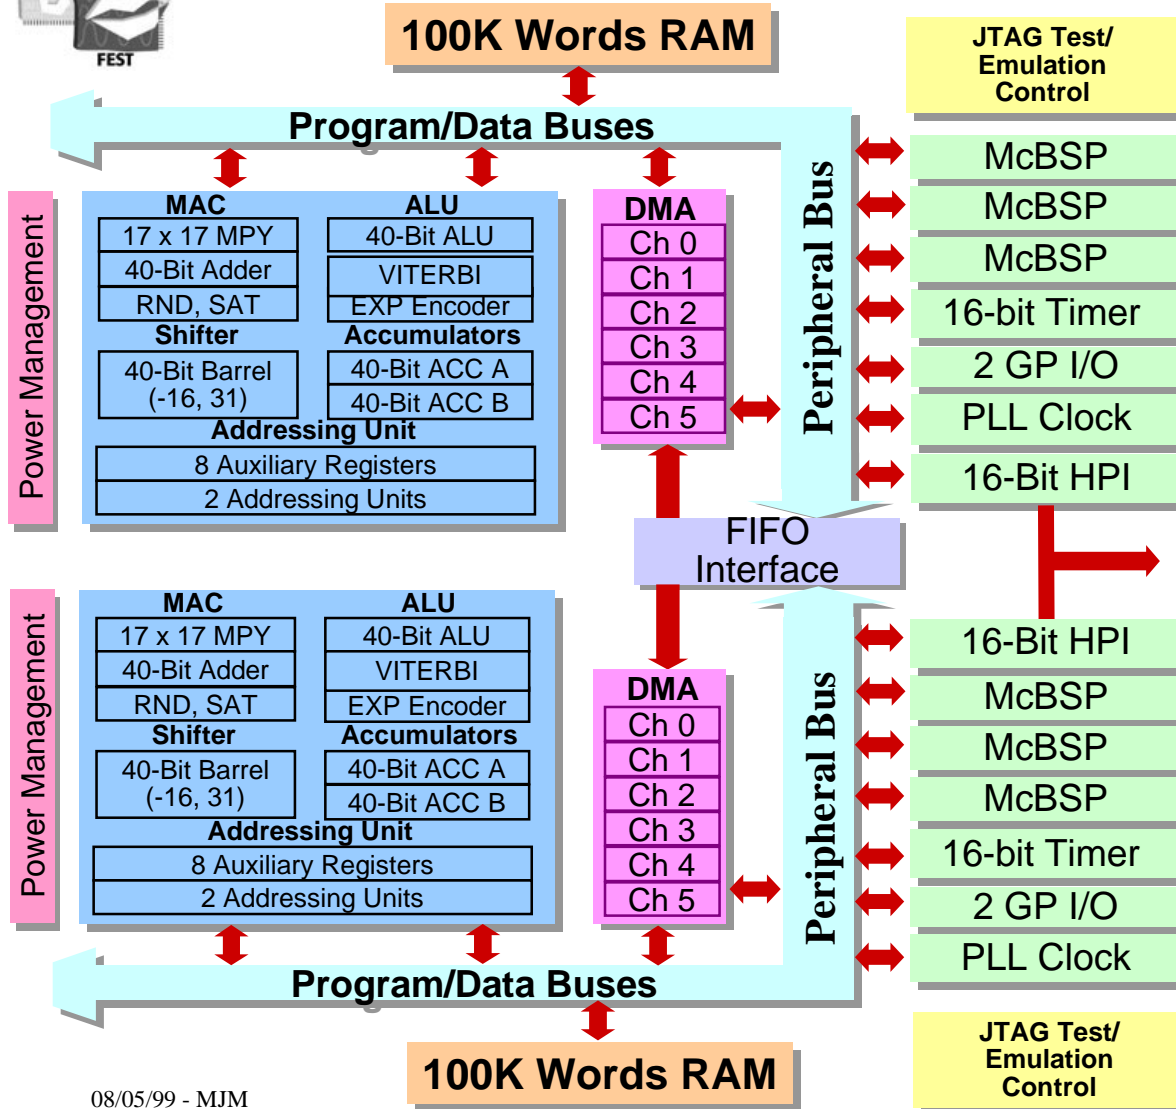 FEST
100K Words RAM
JTAG Test/
Emulation
Control
Program/Data Buses
Power Management
MAC
17 x 17 MPY
40-Bit Adder
RND, SAT
Shifter
40-Bit Barrel
(-16, 31)
ALU
40-Bit ALU
VITERBI
EXP Encoder
Accumulators
40-Bit ACC A
40-Bit ACC B
Addressing Unit
8 Auxiliary Registers
2 Addressing Units
DMA
Ch 0
Ch 1
Ch 2
Ch 3
Ch 4
Ch 5
Peripheral Bus
McBSP
McBSP
McBSP
16-bit Timer
2 GP I/O
PLL Clock
16-Bit HPI
FIFO
Interface
Power Management
MAC
17 x 17 MPY
40-Bit Adder
RND, SAT
Shifter
40-Bit Barrel
(-16, 31)
ALU
40-Bit ALU
VITERBI
EXP Encoder
Accumulators
40-Bit ACC A
40-Bit ACC B
Addressing Unit
8 Auxiliary Registers
2 Addressing Units
DMA
Ch 0
Ch 1
Ch 2
Ch 3
Ch 4
Ch 5
Peripheral Bus
16-Bit HPI
McBSP
McBSP
McBSP
16-bit Timer
2 GP I/O
PLL Clock
Program/Data Buses
100K Words RAM
JTAG Test/
Emulation
Control
08/05/99 - MJM